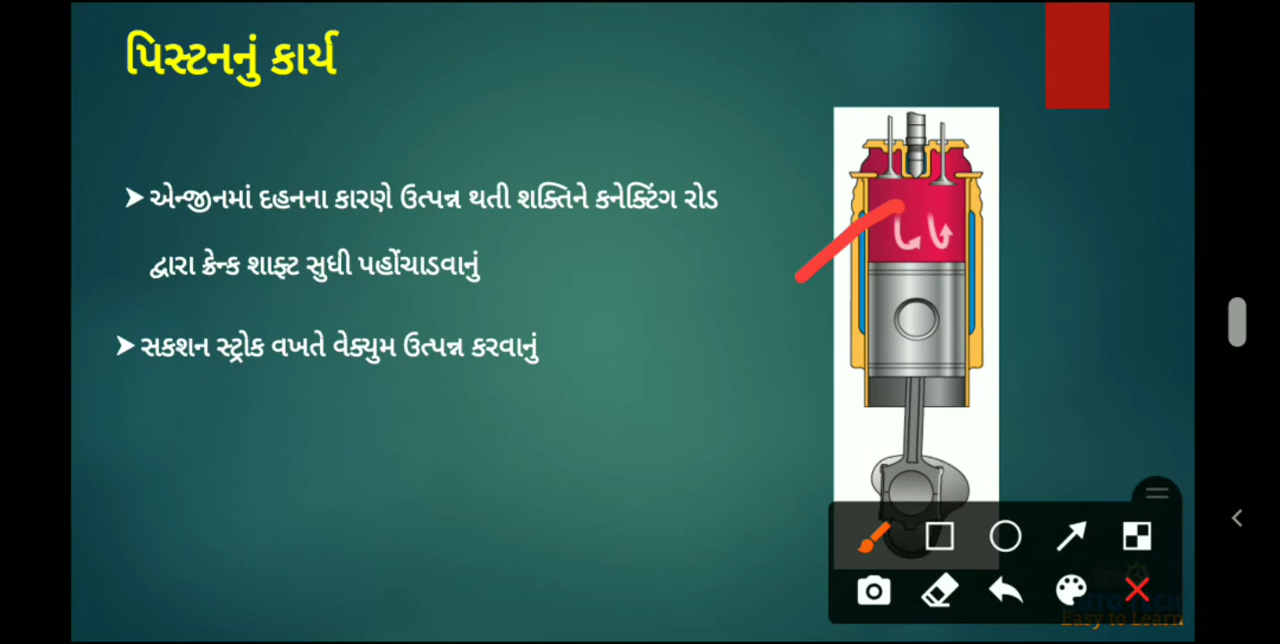 પિસ્ટનનું કાર્ય
➤ એન્જીનમાં દહનના કારણે ઉત્પન્ન થતી શક્તિને કનેક્ટિંગ રોડ
દ્વારા ક્રેન્ક શાફ્ટ સુધી પહોંચાડવાનું
➤ સકશન સ્ટ્રોક વખતે વેક્યુમ ઉત્પન્ન કરવાનું
Easy to Learn